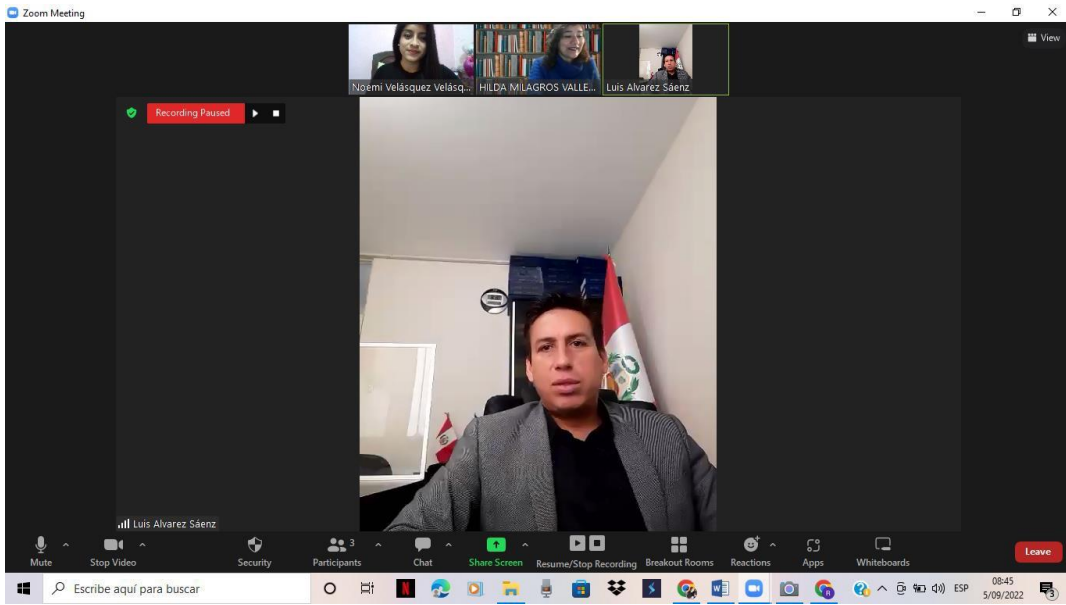 Zoom Meeting
View
Noemi Velásquez Velásq...
HILDA MILAGROS VALLE...
Luis Alvarez Sáenz
Recording Paused
Luis Alvarez Sáenz
Mute
Stop Video
Security
3
Participants
Chat
Share Screen
Resume/Stop Recording
Breakout Rooms
Reactions
Apps
Whiteboards
Leave
Escribe aquí para buscar
ESP
08:45
5/09/2022
3